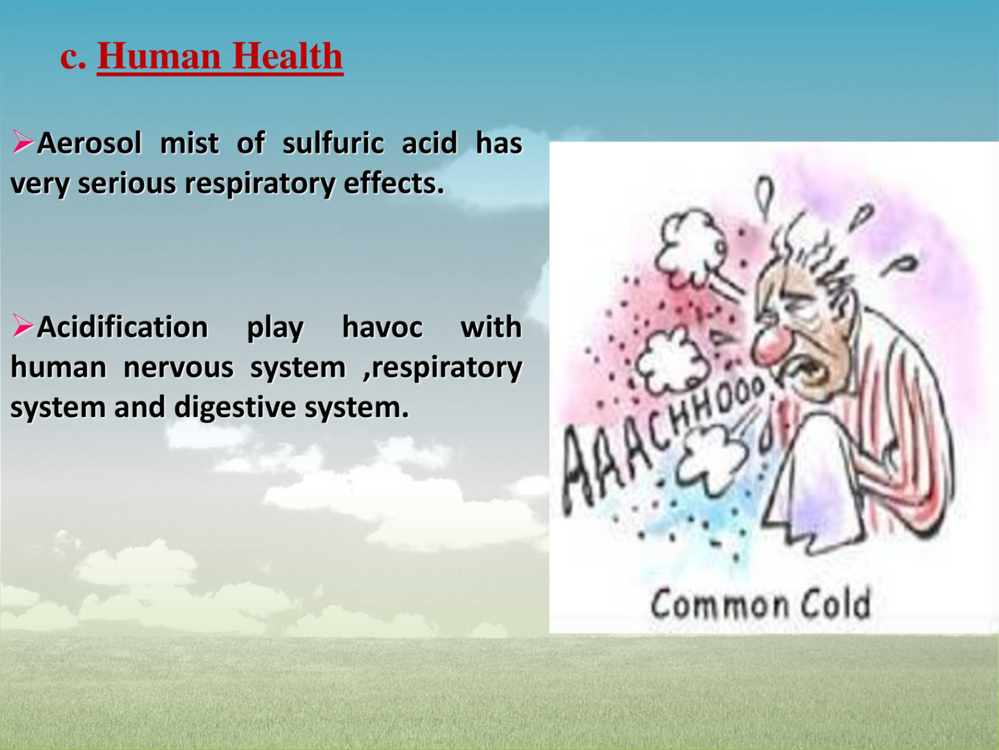 c. Human Health
➢Aerosol mist of sulfuric acid has
very serious respiratory effects.
➢Acidification play havoc with
human nervous system ,respiratory
system and digestive system.
AAACHHOOOO
Common Cold